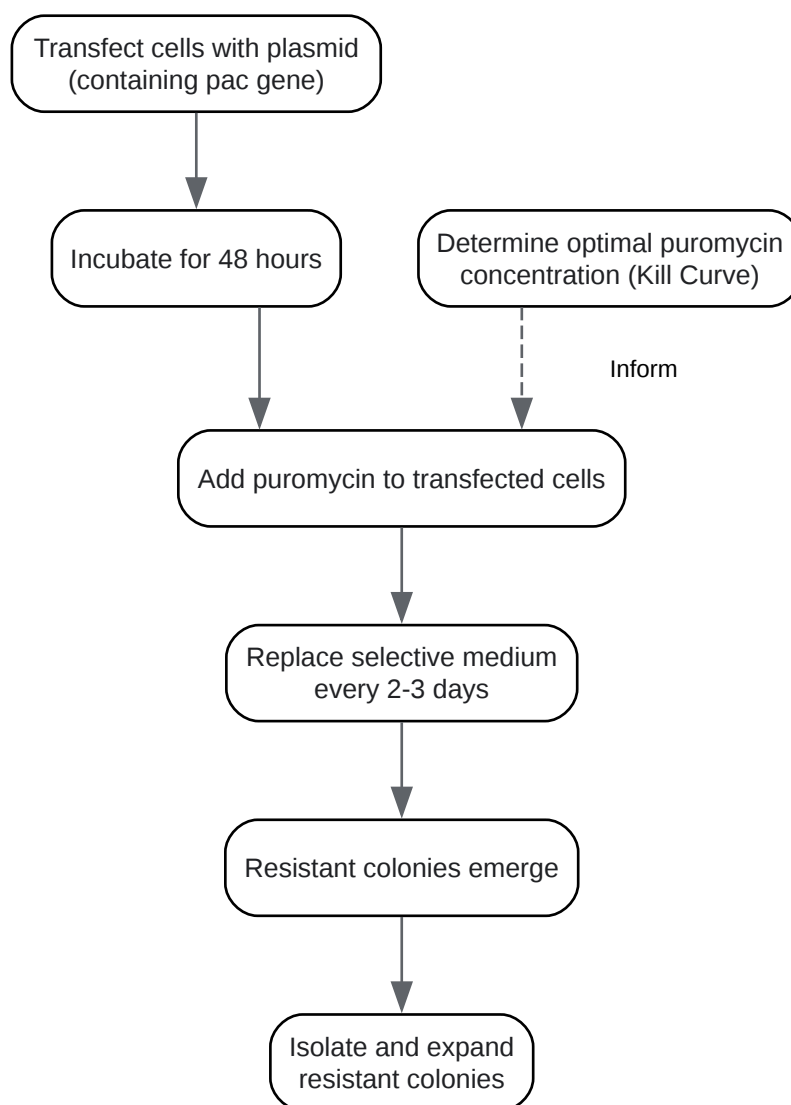 Transfect cells with plasmid
(containing pac gene)
Incubate for 48 hours
Determine optimal puromycin
concentration (Kill Curve)
Inform
Add puromycin to transfected cells
Replace selective medium
every 2-3 days
Resistant colonies emerge
Isolate and expand
resistant colonies